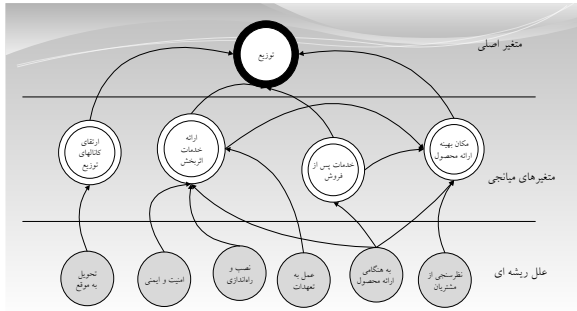 متغیر اصلی
توزیع
متغیرهای میانجی
مکان بهینه
ارائه محصول
خدمات پس از
فروش
ارائه
خدمات
اثربخش
ارتقای
کانالهای
توزیع
علل ریشه ای
نظرسنجی از
مشتریان
به هنگامی
ارائه محصول
عمل به
تعهدات
نصب و
راه‌اندازی
امنیت و ایمنی
تحویل
به موقع